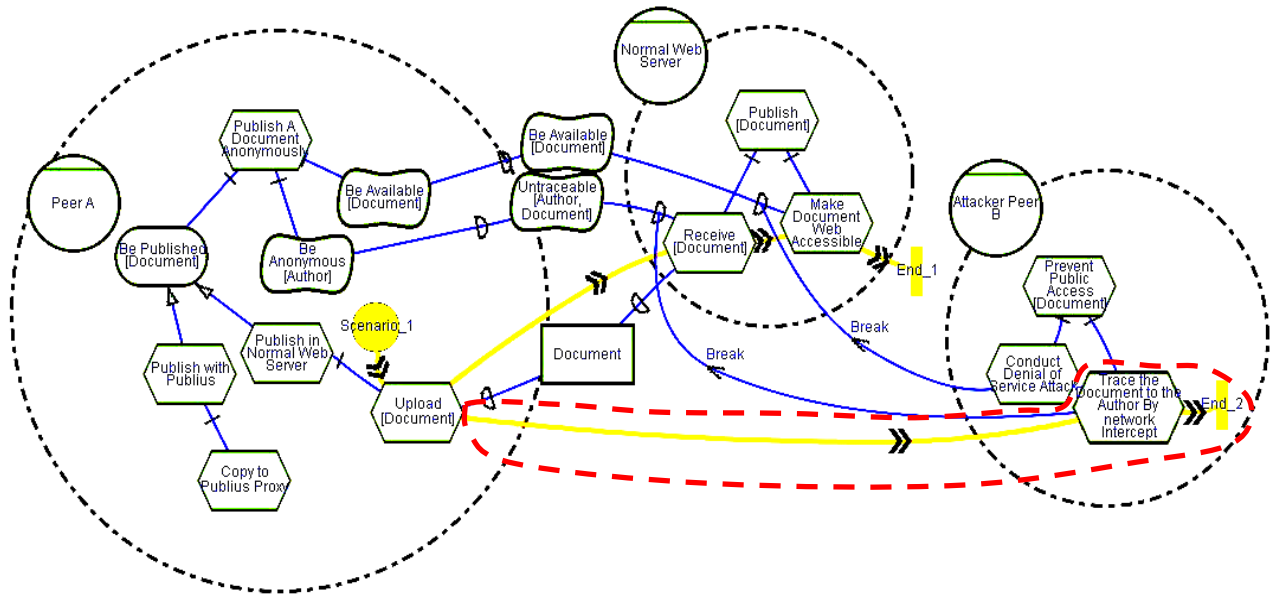 Normal Web
Server
Publish
[Document]
Publish A
Document
Anonymously
Be Available
[Document]
Peer A
Be Available
[Document]
Untraceable
[Author,
Document]
Make
Document
Web
Accessible
Attacker Peer
B
Receive
[Document]
Be Published
[Document]
Be
Anonymous
[Author]
End_1
Prevent
Public
Access
[Document]
Scenario_1
Break
Publish in
Normal Web
Server
Document
Break
Publish with
Publius
Conduct
Denial of
Service Attack
Trace the
Document to the
Author By
network
Intercept
End_2
Upload
[Document]
Copy to
Publius Proxy